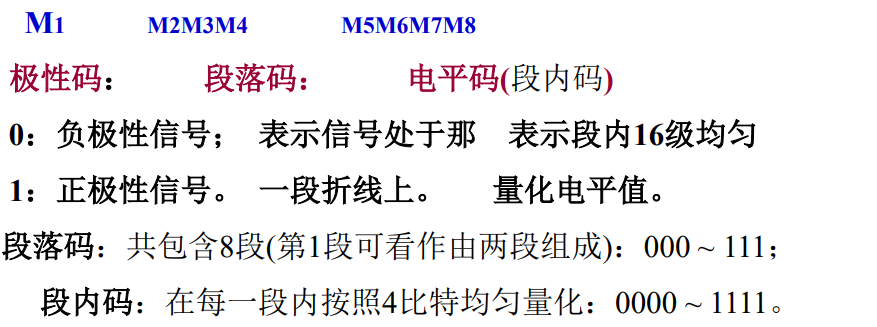 M1 M2M3M4 M5M6M7M8
极性码： 段落码： 电平码(段内码)
0：负极性信号； 表示信号处于那 表示段内16级均匀
1：正极性信号。 一段折线上。 量化电平值。
段落码：共包含8段(第1段可看作由两段组成)：000 ~ 111；
段内码：在每一段内按照4比特均匀量化：0000 ~ 1111。